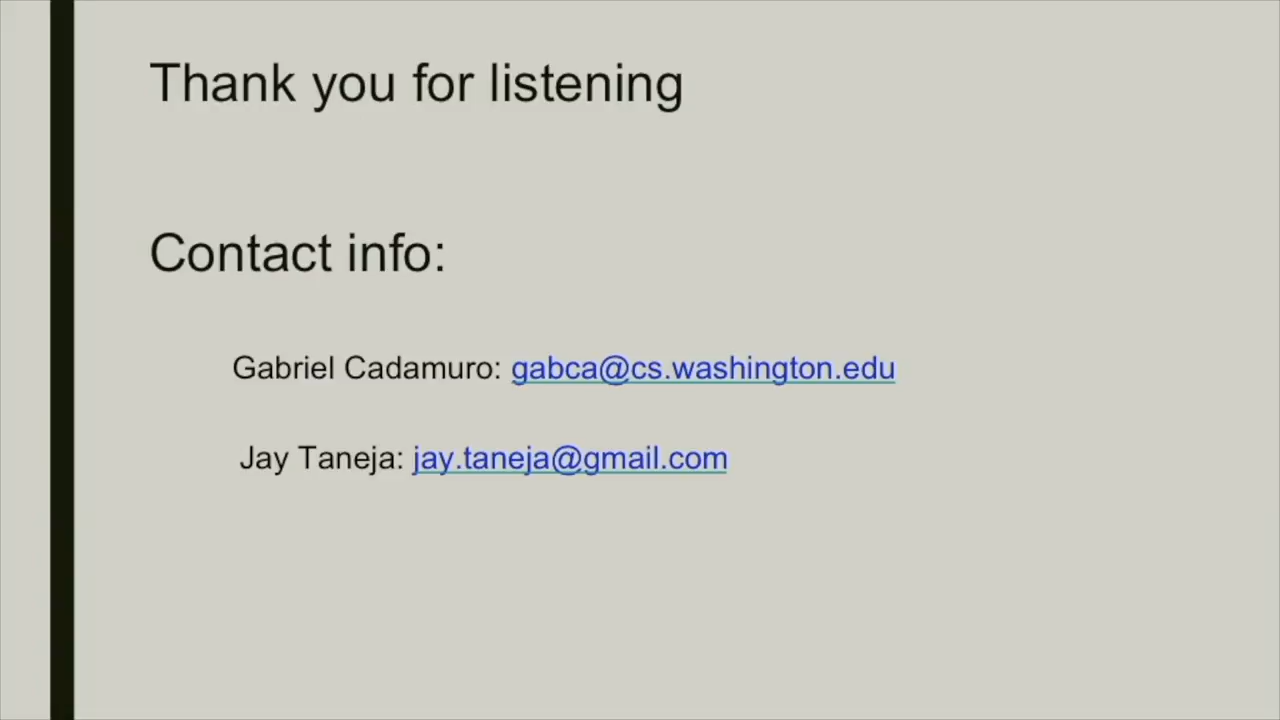 Thank you for listening
Contact info:
Gabriel Cadamuro: gabca@cs.washington.edu
Jay Taneja: jay.taneja@gmail.com